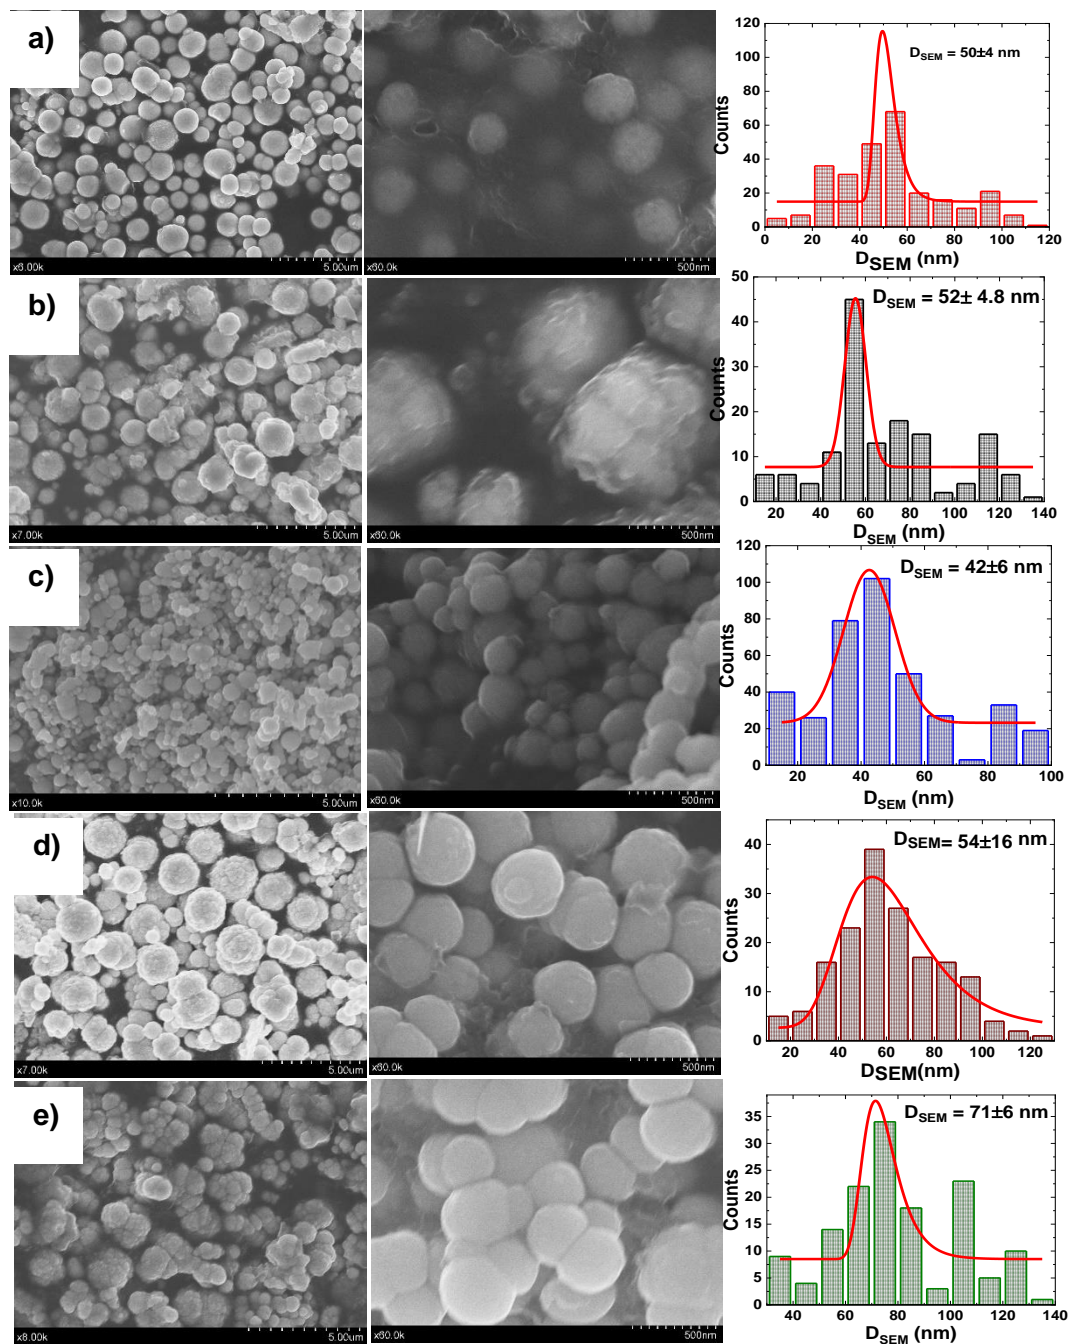 a)
x6.00k 5.00um
x60.0k 500nm
D_SEM = 50±4 nm
Counts
120
100
80
60
40
20
0
0 20 40 60 80 100 120
D_SEM (nm)
b)
x7.00k 5.00um
x60.0k 500nm
D_SEM = 52± 4.8 nm
Counts
50
40
30
20
10
0
20 40 60 80 100 120 140
D_SEM (nm)
c)
x10.0k 5.00um
x60.0k 500nm
D_SEM = 42±6 nm
Counts
120
100
80
60
40
20
0
20 40 60 80 100
D_SEM (nm)
d)
x7.00k 5.00um
x60.0k 500nm
D_SEM= 54±16 nm
Counts
40
30
20
10
0
20 40 60 80 100 120
D_SEM(nm)
e)
x8.00k 5.00um
x60.0k 500nm
D_SEM = 71±6 nm
Counts
35
30
25
20
15
10
5
0
40 60 80 100 120 140
D_SEM (nm)